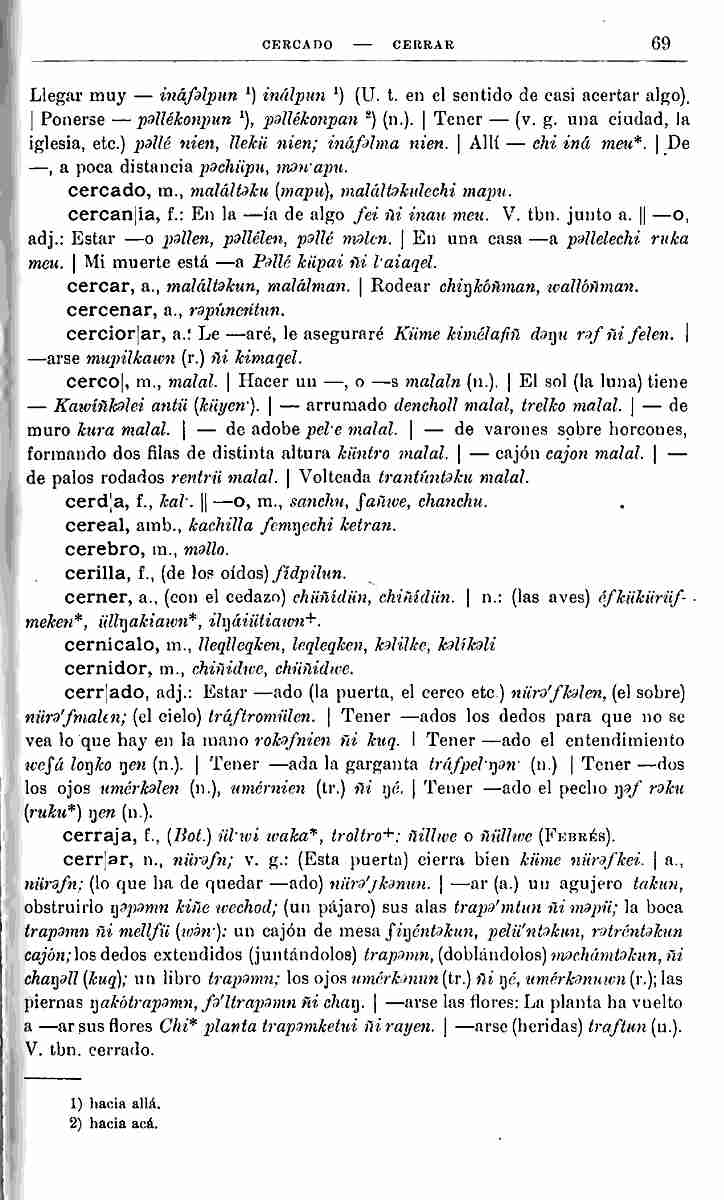 CERCADO — CERRAR 69
Llegar muy — ináfəlpun ¹) inálpun ¹) (U. t. en el sentido de casi acertar algo).
| Ponerse — pəllékonpun ¹), pəllékonpan ²) (n.). | Tener — (v. g. una ciudad, la
iglesia, etc.) pəllé nien, llekü nien; ináfəlma nien. | Allí — chi iná meu*. | De
—, a poca distancia pəchüpu, mən·apu.
cercado, m., maláltəku (mapu), maláltəkulechi mapu.
cercan|ía, f.: En la —ía de algo fei ñi inau meu. V. tbn. junto a. || —o,
adj.: Estar —o pəllen, pəllélen, pəllé məlen. | En una casa —a pəllelechi ruka
meu. | Mi muerte está —a Pəllé küpai ñi l·aiaqel.
cercar, a., maláltəkun, malálman. | Rodear chiŋkóñman, wallóñman.
cercenar, a., rəpúnentun.
cercior|ar, a.: Le —aré, le aseguraré Küme kimélafiñ dəŋu rəf ñi felen. |
—arse mupilkawn (r.) ñi kimaqel.
cerco|, m., malal. | Hacer un —, o —s malaln (n.). | El sol (la luna) tiene
— Kawíñkəlei antü (küyen·). | — arrumado dencholl malal, trelko malal. | — de
muro kura malal. | — de adobe pel·e malal. | — de varones sobre horcones,
formando dos filas de distinta altura küntro malal. | — cajón cajon malal. | —
de palos rodados rentrü malal. | Volteada trantúntəku malal.
cerd|a, f., kal·. || —o, m., sanchu, ʃañwe, chanchu.
cereal, amb., kachilla femŋechi ketran.
cerebro, m., məllo.
cerilla, f., (de los oídos) fídpilun.
cerner, a., (con el cedazo) chüñídün, chiñídün. | n.: (las aves) éfküküriif-
meken*, üllŋakiawn*, ilŋáiütiawn+.
cernicalo, m., lleqlleqken, leqleqken, kəlilke, kəlíkəli
cernidor, m., chiñidwe, chüñidwe.
cerr|ado, adj.: Estar —ado (la puerta, el cerco etc.) nürə'fkəlen, (el sobre)
nürə'fmalen; (el cielo) tráftromülen. | Tener —ados los dedos para que no se
vea lo que hay en la mano rokəfnien ñi kuq. | Tener —ado el entendimiento
weʃá loŋko ŋen (n.). | Tener —ada la garganta tráfpel·ŋən· (n.) | Tener —dos
los ojos umérkəlen (n.), umérnien (tr.) ñi ŋé. | Tener —ado el pecho ŋəf rəku
(ruku*) ŋen (n.).
cerraja, f., (Bot.) ül·wi waka*, troltro+; ñillwe o ñüllwe (FEBRÉS).
cerr|ar, n., nürəfn; v. g.: (Esta puerta) cierra bien küme nürəfkei. | a.,
nürəfn; (lo que ha de quedar —ado) nürə'fkənun. | —ar (a.) un agujero takun,
obstruirlo ŋəpəmn kiñe wechod; (un pájaro) sus alas trapə'mtun ñi məpü; la boca
trapəmn ñi mellfü (wən·): un cajón de mesa ʃiŋéntəkun, pelü'ntəkun, rətréntəkun
cajón; los dedos extendidos (juntándolos) trapəmn, (doblándolos) məchámtəkun, ñi
chaŋəll (kuq); un libro trapəmn; los ojos umérkənun (tr.) ñi ŋé, umérkənuwn (r.); las
piernas ŋakótrapəmn, fə'ltrapəmn ñi chaŋ. | —arse las flores: La planta ha vuelto
a —ar sus flores Chi* planta trapəmketui ñi rayen. | —arse (heridas) traftun (n.).
V. tbn. cerrado.
1) hacia allá.
2) hacia acá.